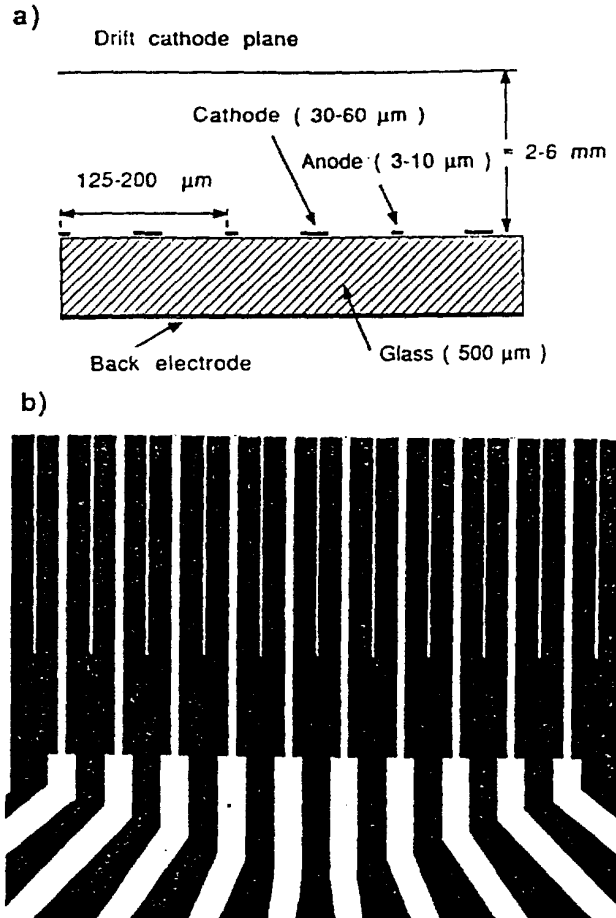 a)
Drift cathode plane
Cathode ( 30-60 µm )
Anode ( 3-10 µm )
= 2-6 mm
125-200 µm
Glass ( 500 µm )
Back electrode
b)